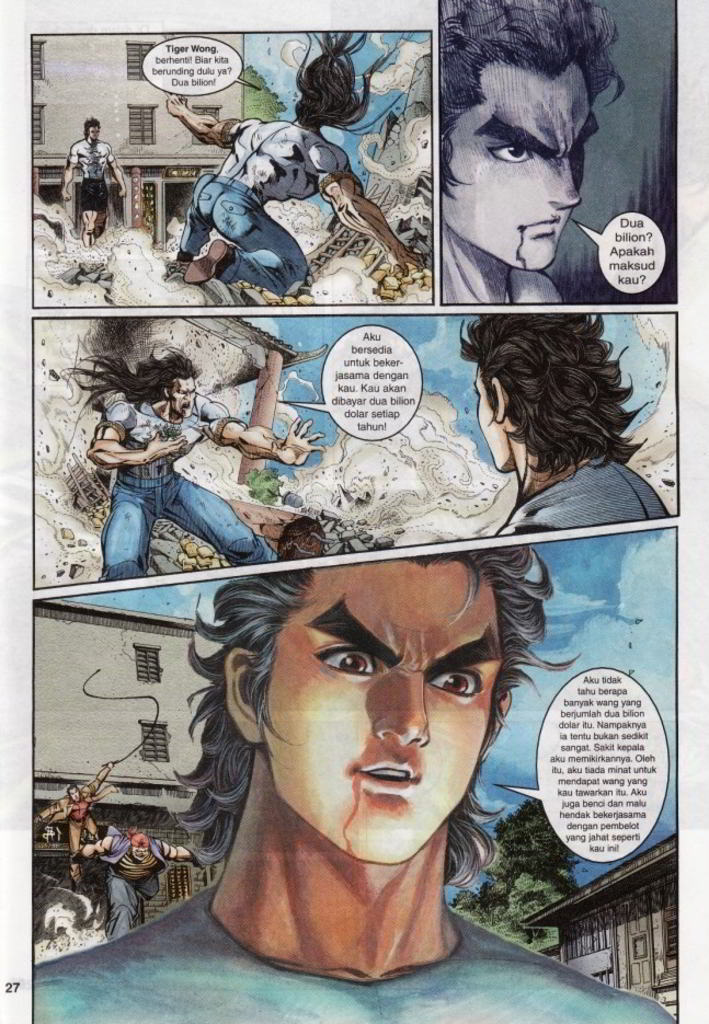 Tiger Wong,
berhenti! Biar kita
berunding dulu ya?
Dua bilion!
Dua
bilion?
Apakah
maksud
kau?
Aku
bersedia
untuk beker-
jasama dengan
kau. Kau akan
dibayar dua bilion
dolar setiap
tahun!
Aku tidak
tahu berapa
banyak wang yang
berjumlah dua bilion
dolar itu. Nampaknya
ia tentu bukan sedikit
sangat. Sakit kepala
aku memikirkannya. Oleh
itu, aku tiada minat untuk
mendapat wang yang
kau tawarkan itu. Aku
juga benci dan malu
hendak bekerjasama
dengan pembelot
yang jahat seperti
kau ini!
27